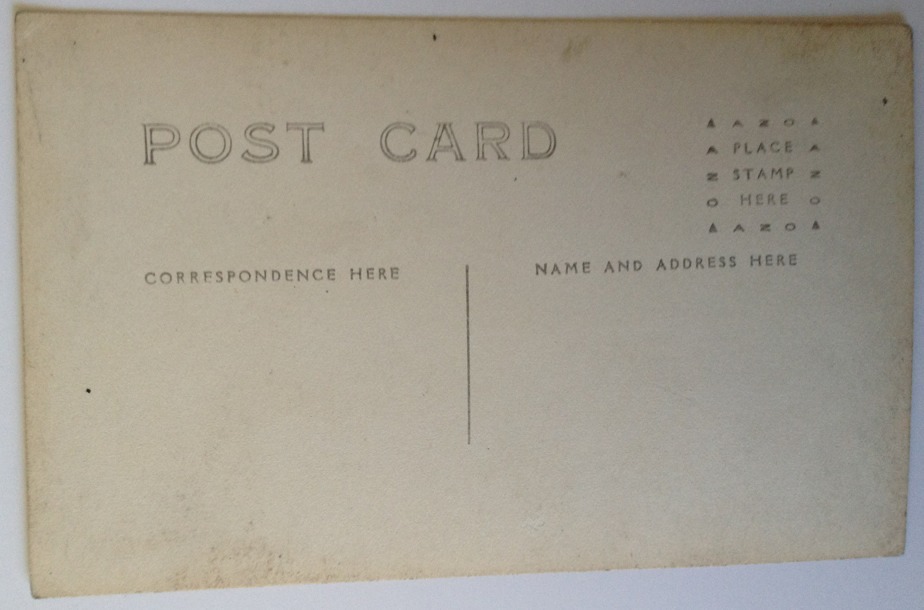 POST CARD
▲ A Z O ▲
A PLACE A
Z STAMP Z
O HERE O
▲ A Z O ▲
CORRESPONDENCE HERE
NAME AND ADDRESS HERE